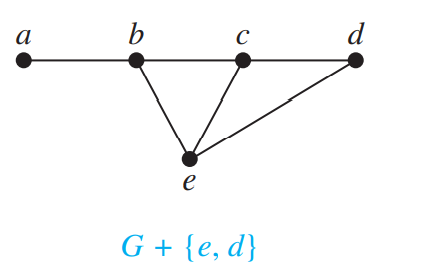 a b c d
e
G + {e, d}